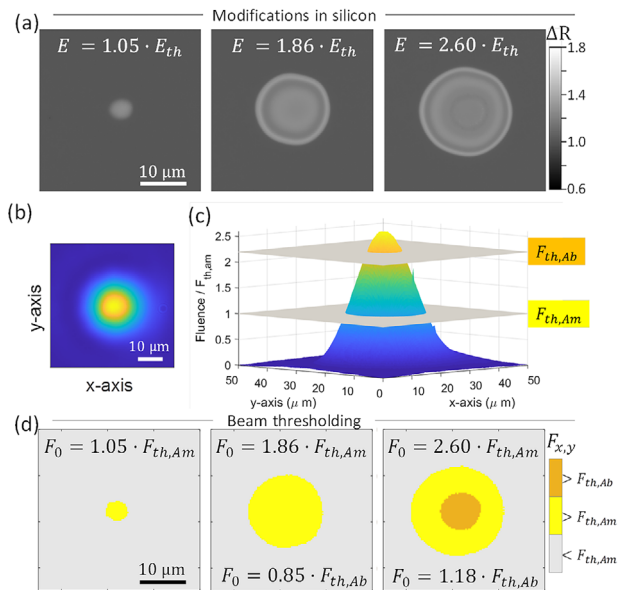 Modifications in silicon
(a)
E = 1.05 · E_th
E = 1.86 · E_th
E = 2.60 · E_th
ΔR
1.8
1.4
1.0
0.6
10 μm
(b)
y-axis
x-axis
10 μm
(c)
Fluence / F_th,am
2.5
2
1.5
1
0.5
0
50
40
30
20
10
0
10
20
30
40
50
y-axis (μ m)
x-axis (μ m)
F_th,Ab
F_th,Am
Beam thresholding
(d)
F_0 = 1.05 · F_th,Am
F_0 = 1.86 · F_th,Am
F_0 = 2.60 · F_th,Am
F_x,y
> F_th,Ab
> F_th,Am
< F_th,Am
10 μm
F_0 = 0.85 · F_th,Ab
F_0 = 1.18 · F_th,Ab